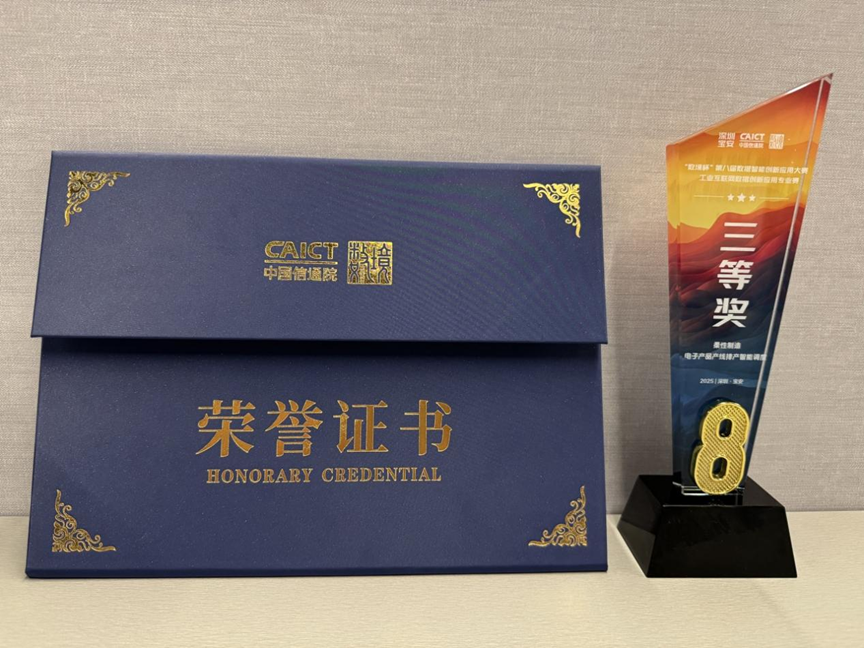 CAICT
中国信通院
数境
荣誉证书
HONORARY CREDENTIAL
深圳
宝安
CAICT
中国信通院
第八届数据智能创新应用大赛
工业互联网数据创新应用专业赛
三等奖
柔性制造
电子产品产线排产智能调度
2025 | 深圳 · 宝安
8